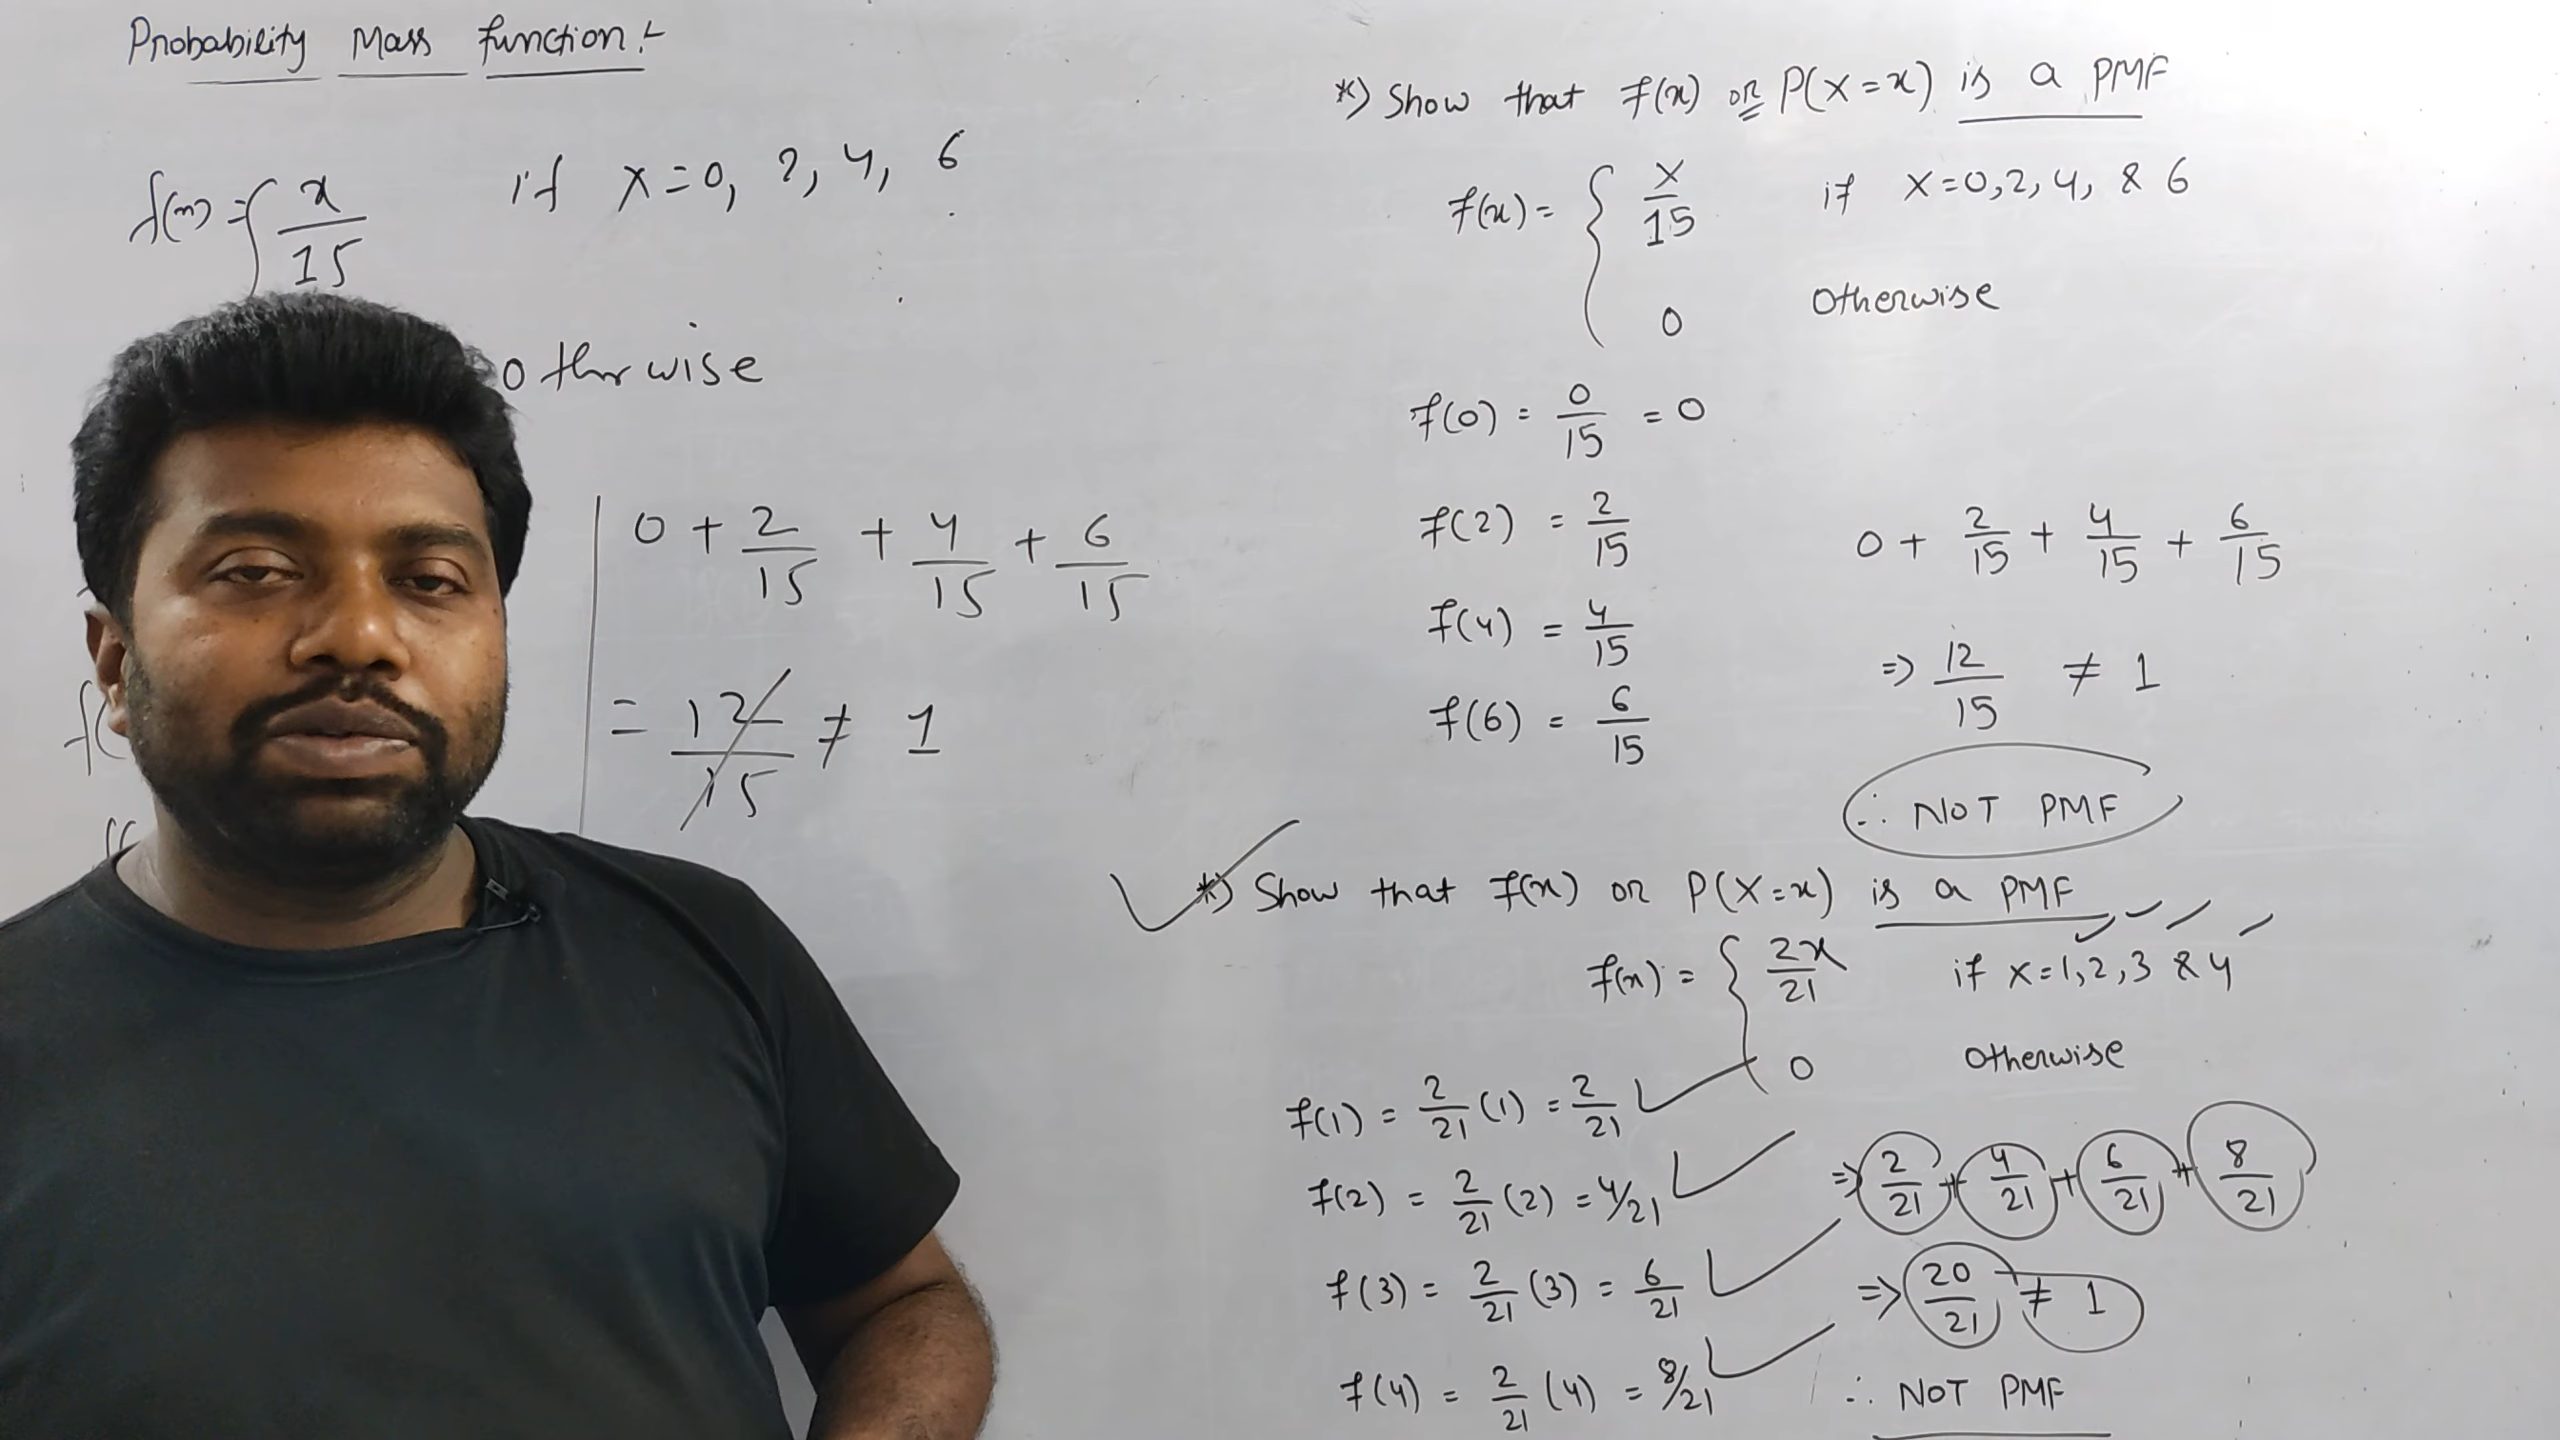 Probability Mass function:-
f(x) = { x/15 if x=0, 2, 4, 6
otherwise
0 + 2/15 + 4/15 + 6/15
= 12/15 ≠ 1
*) Show that f(x) or P(X=x) is a PMF
f(x) = { x/15 if x=0,2,4, & 6
0 Otherwise
f(0) = 0/15 = 0
f(2) = 2/15
f(4) = 4/15
f(6) = 6/15
0 + 2/15 + 4/15 + 6/15
=> 12/15 ≠ 1
∴ NOT PMF
*) Show that f(x) or P(X=x) is a PMF
f(x) = { 2x/21 if x=1,2,3 & 4
0 Otherwise
f(1) = 2/21 (1) = 2/21
f(2) = 2/21 (2) = 4/21
f(3) = 2/21 (3) = 6/21
f(4) = 2/21 (4) = 8/21
=> 2/21 + 4/21 + 6/21 + 8/21
=> 20/21 ≠ 1
∴ NOT PMF